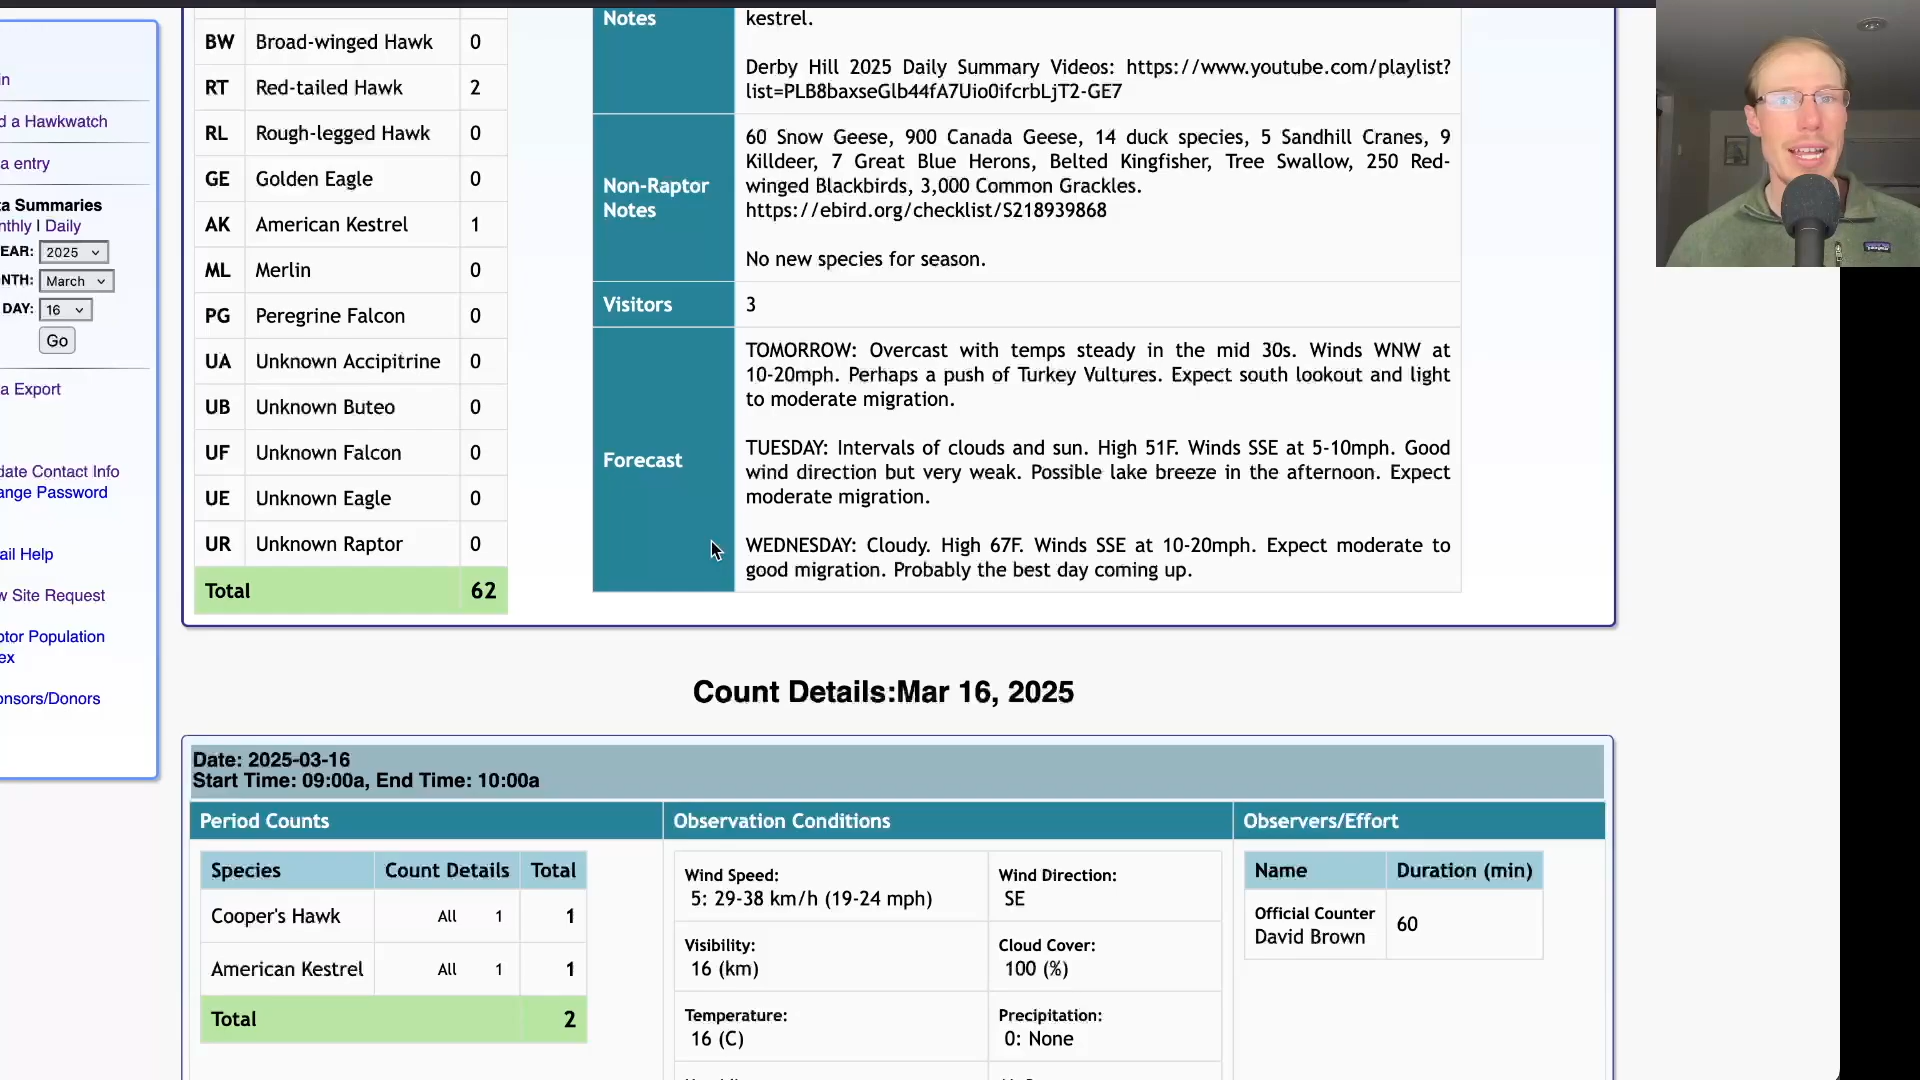 in
d a Hawkwatch
a entry
ta Summaries
nthly | Daily
EAR: 2025
NTH: March
DAY: 16
Go
a Export
date Contact Info
ange Password
ail Help
w Site Request
ptor Population
ex
onsors/Donors
BW Broad-winged Hawk 0
RT Red-tailed Hawk 2
RL Rough-legged Hawk 0
GE Golden Eagle 0
AK American Kestrel 1
ML Merlin 0
PG Peregrine Falcon 0
UA Unknown Accipitrine 0
UB Unknown Buteo 0
UF Unknown Falcon 0
UE Unknown Eagle 0
UR Unknown Raptor 0
Total 62
Notes
kestrel.
Derby Hill 2025 Daily Summary Videos: https://www.youtube.com/playlist?
list=PLB8baxseGlb44fA7Uio0ifcrbLjT2-GE7
Non-Raptor
Notes
60 Snow Geese, 900 Canada Geese, 14 duck species, 5 Sandhill Cranes, 9
Killdeer, 7 Great Blue Herons, Belted Kingfisher, Tree Swallow, 250 Red-
winged Blackbirds, 3,000 Common Grackles.
https://ebird.org/checklist/S218939868
No new species for season.
Visitors 3
Forecast
TOMORROW: Overcast with temps steady in the mid 30s. Winds WNW at
10-20mph. Perhaps a push of Turkey Vultures. Expect south lookout and light
to moderate migration.
TUESDAY: Intervals of clouds and sun. High 51F. Winds SSE at 5-10mph. Good
wind direction but very weak. Possible lake breeze in the afternoon. Expect
moderate migration.
WEDNESDAY: Cloudy. High 67F. Winds SSE at 10-20mph. Expect moderate to
good migration. Probably the best day coming up.
Count Details:Mar 16, 2025
Date: 2025-03-16
Start Time: 09:00a, End Time: 10:00a
Period Counts
Species Count Details Total
Cooper's Hawk All 1 1
American Kestrel All 1 1
Total 2
Observation Conditions
Wind Speed:
5: 29-38 km/h (19-24 mph)
Wind Direction:
SE
Visibility:
16 (km)
Cloud Cover:
100 (%)
Temperature:
16 (C)
Precipitation:
0: None
Observers/Effort
Name Duration (min)
Official Counter
David Brown
60
patagonia